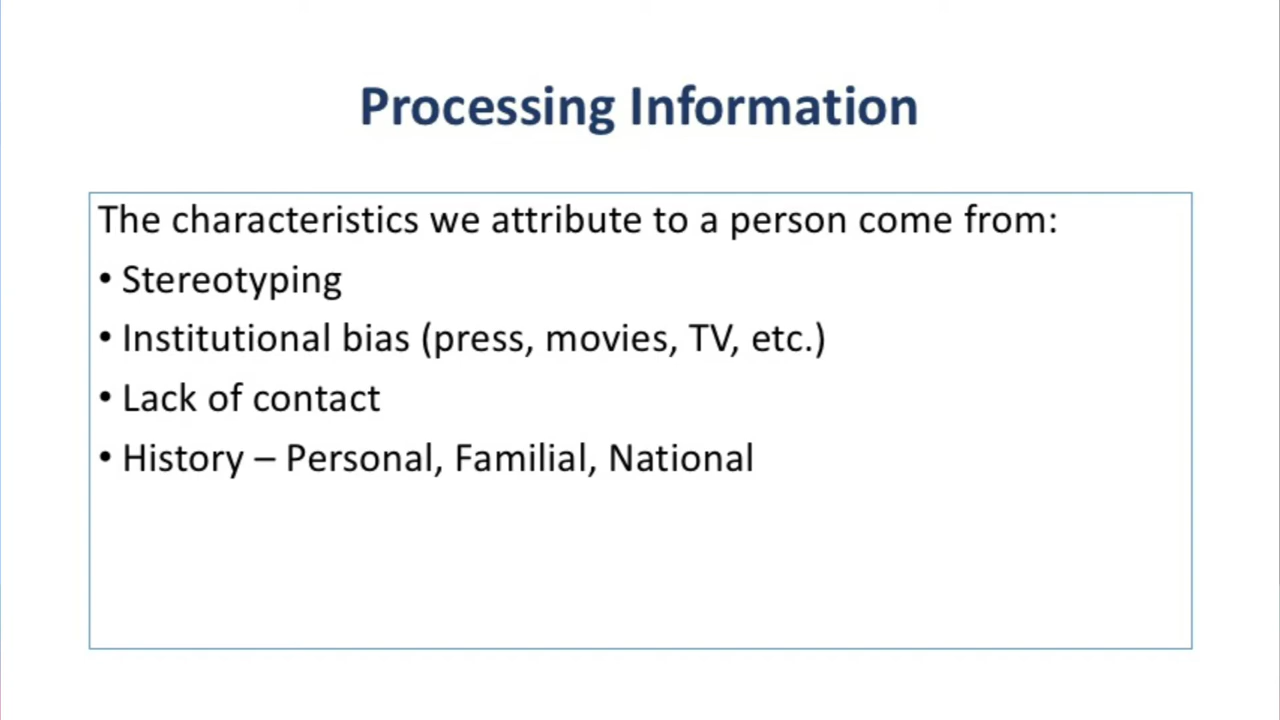 Processing Information
The characteristics we attribute to a person come from:
• Stereotyping
• Institutional bias (press, movies, TV, etc.)
• Lack of contact
• History – Personal, Familial, National